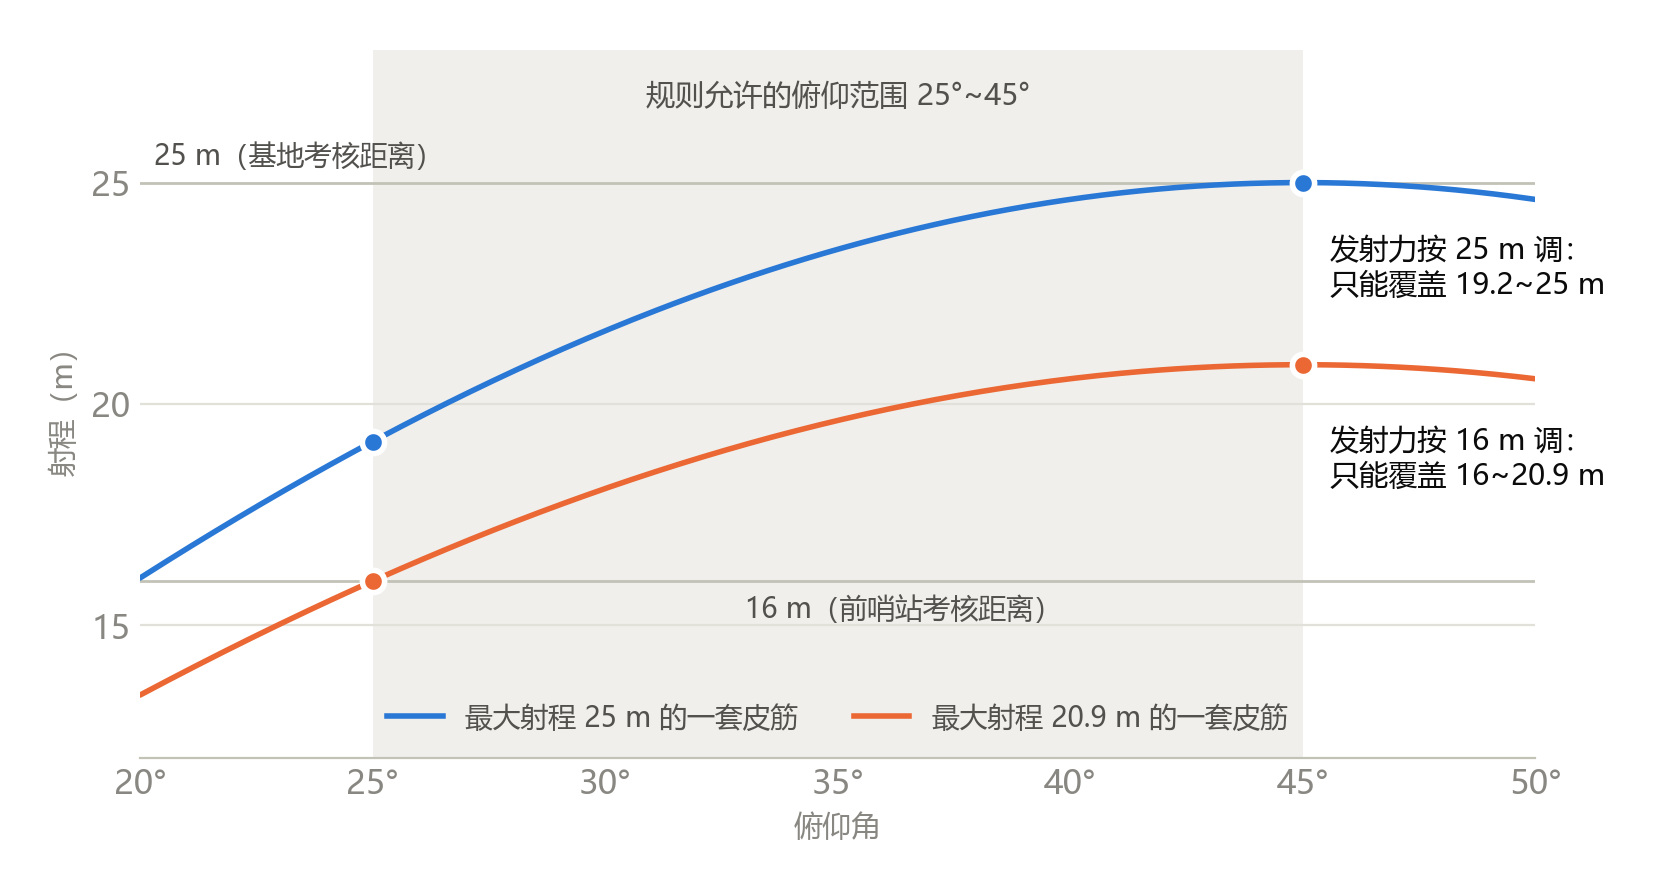 规则允许的俯仰范围 25°~45°
25 m（基地考核距离）
25
发射力按 25 m 调：
只能覆盖 19.2~25 m
射程（m）
20
发射力按 16 m 调：
只能覆盖 16~20.9 m
16 m（前哨站考核距离）
15
最大射程 25 m 的一套皮筋
最大射程 20.9 m 的一套皮筋
20° 25° 30° 35° 40° 45° 50°
俯仰角